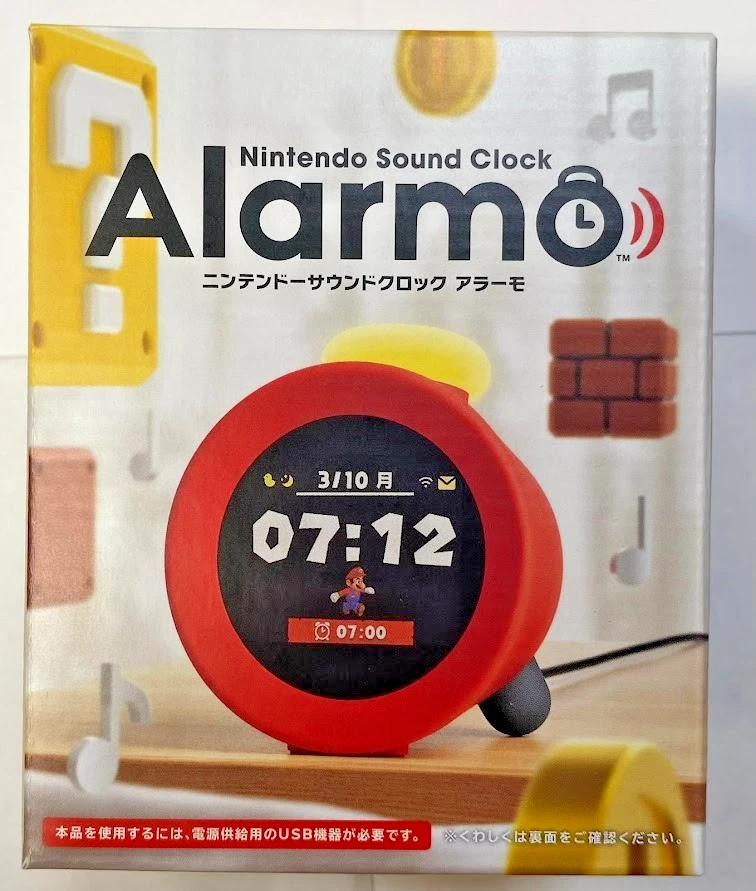 Nintendo Sound Clock
Alarmo
TM
ニンテンドーサウンドクロック アラーモ
3/10 月
07:12
07:00
本品を使用するには、電源供給用のUSB機器が必要です。 ※くわしくは裏面をご確認ください。